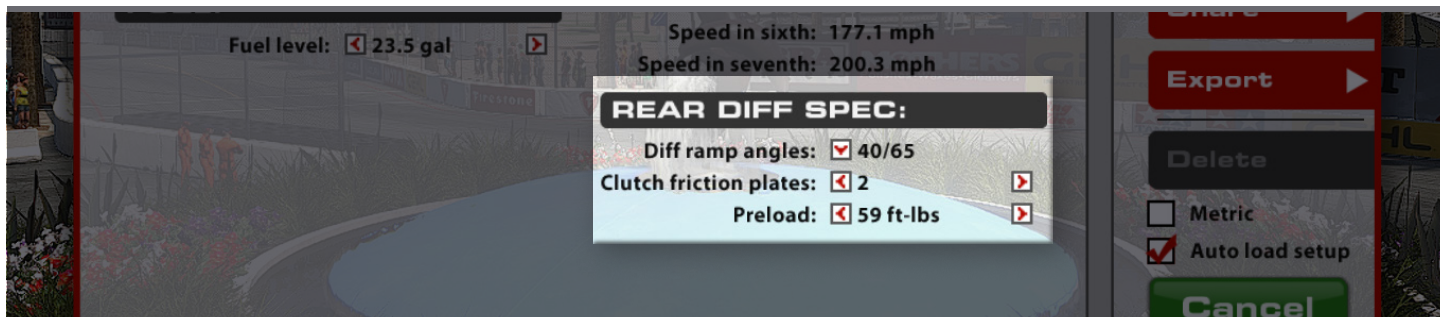 Fuel level: 23.5 gal
Speed in sixth: 177.1 mph
Speed in seventh: 200.3 mph
REAR DIFF SPEC:
Diff ramp angles: 40/65
Clutch friction plates: 2
Preload: 59 ft-lbs
Share
Export
Delete
Metric
Auto load setup
Cancel
Firestone